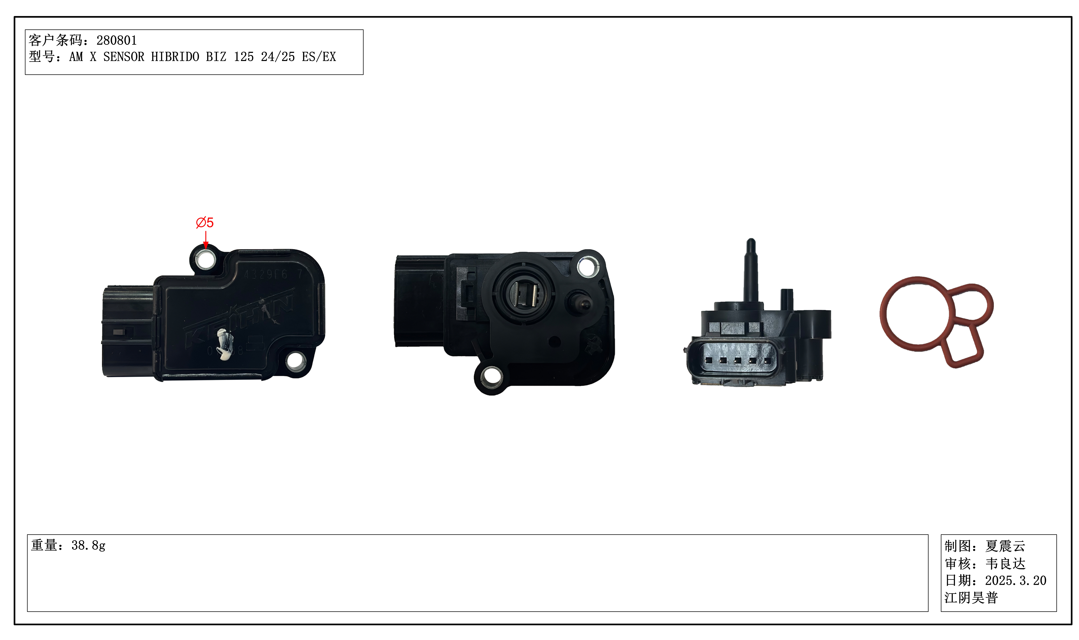 客户条码：280801
型号：AM X SENSOR HIBRIDO BIZ 125 24/25 ES/EX
Ø5
重量：38.8g
制图：夏震云
审核：韦良达
日期：2025.3.20
江阴昊普